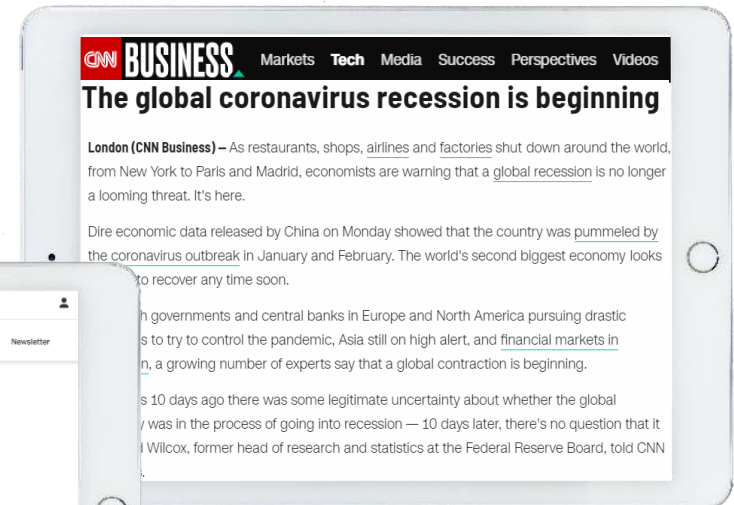 CNN BUSINESS Markets Tech Media Success Perspectives Videos
The global coronavirus recession is beginning
London (CNN Business) – As restaurants, shops, airlines and factories shut down around the world,
from New York to Paris and Madrid, economists are warning that a global recession is no longer
a looming threat. It's here.
Dire economic data released by China on Monday showed that the country was pummeled by
the coronavirus outbreak in January and February. The world's second biggest economy looks
to recover any time soon.
governments and central banks in Europe and North America pursuing drastic
to try to control the pandemic, Asia still on high alert, and financial markets in
a growing number of experts say that a global contraction is beginning.
10 days ago there was some legitimate uncertainty about whether the global
was in the process of going into recession — 10 days later, there's no question that it
Wilcox, former head of research and statistics at the Federal Reserve Board, told CNN
Newsletter